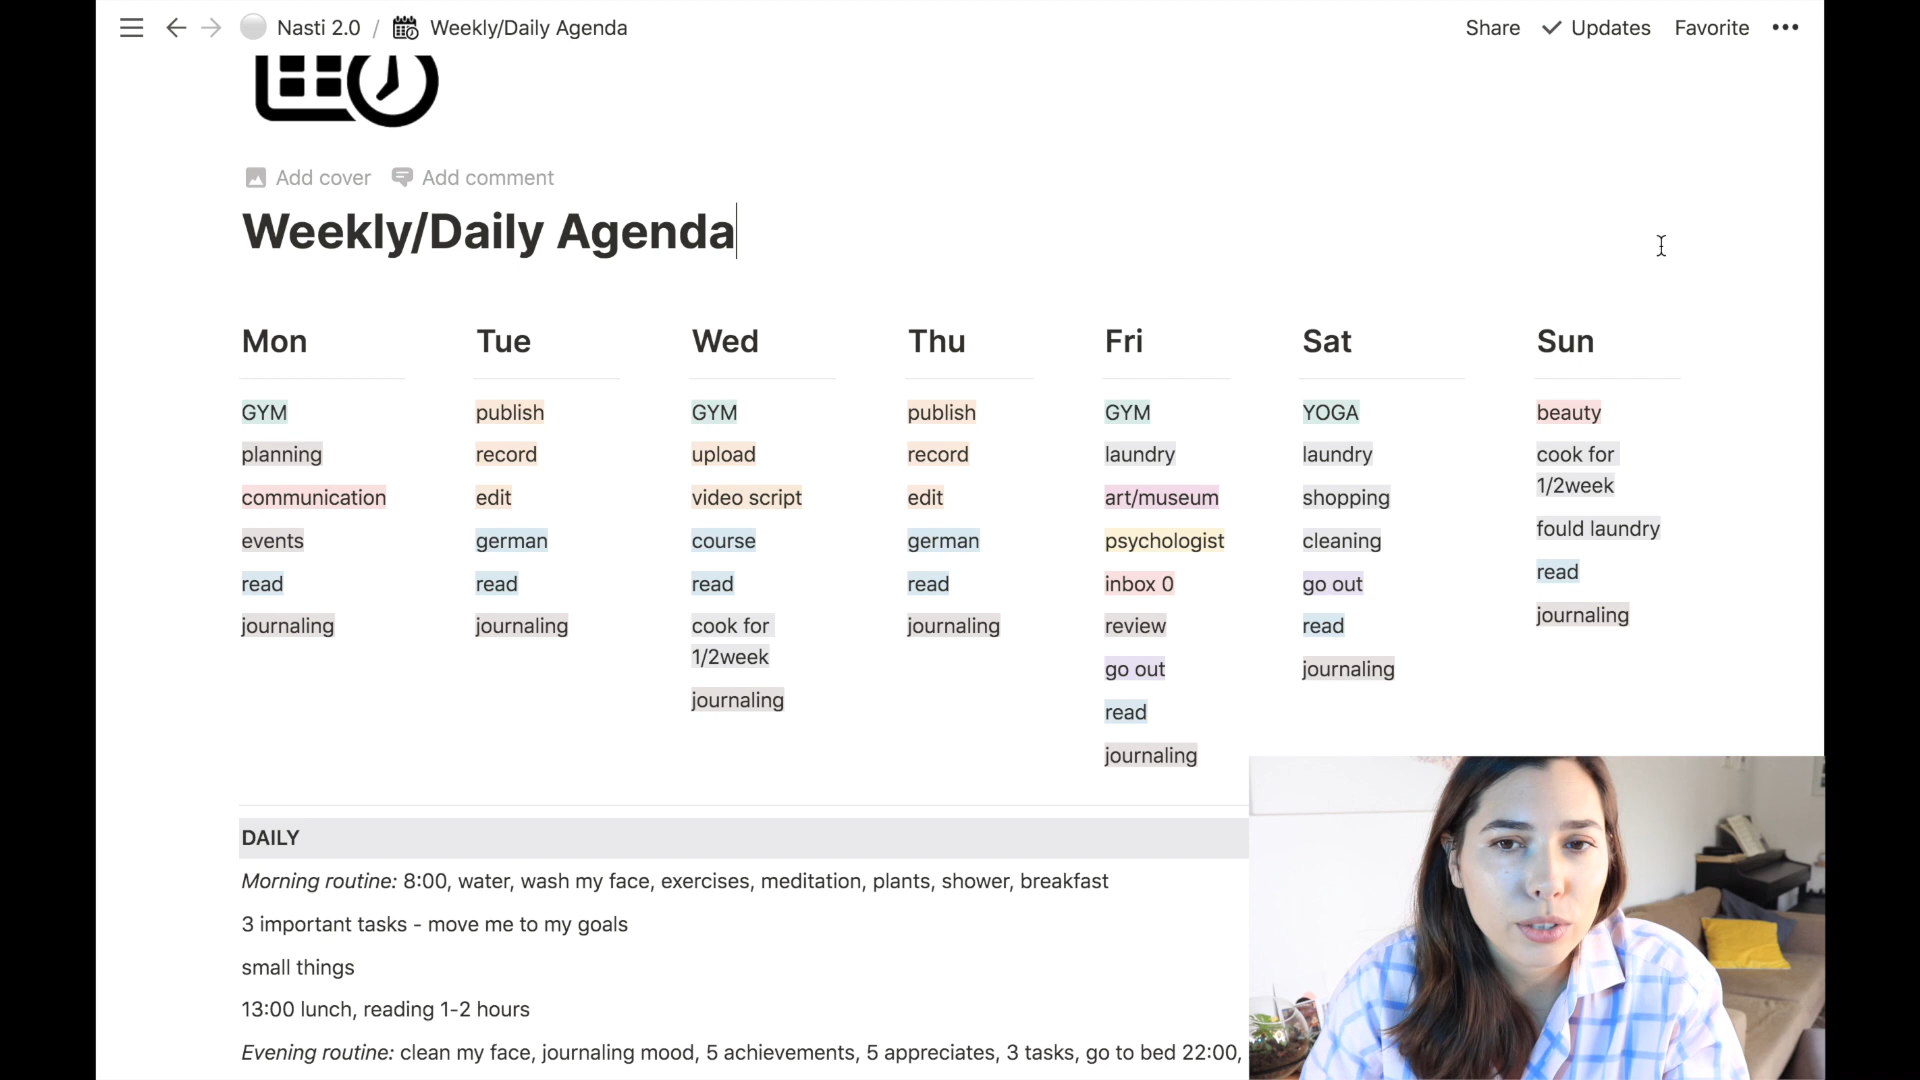 Nasti 2.0 / Weekly/Daily Agenda
Share Updates Favorite
Add cover Add comment
Weekly/Daily Agenda
Mon
GYM
planning
communication
events
read
journaling
Tue
publish
record
edit
german
read
journaling
Wed
GYM
upload
video script
course
read
cook for
1/2week
journaling
Thu
publish
record
edit
german
read
journaling
Fri
GYM
laundry
art/museum
psychologist
inbox 0
review
go out
read
journaling
Sat
YOGA
laundry
shopping
cleaning
go out
read
journaling
Sun
beauty
cook for
1/2week
fould laundry
read
journaling
DAILY
Morning routine: 8:00, water, wash my face, exercises, meditation, plants, shower, breakfast
3 important tasks - move me to my goals
small things
13:00 lunch, reading 1-2 hours
Evening routine: clean my face, journaling mood, 5 achievements, 5 appreciates, 3 tasks, go to bed 22:00,